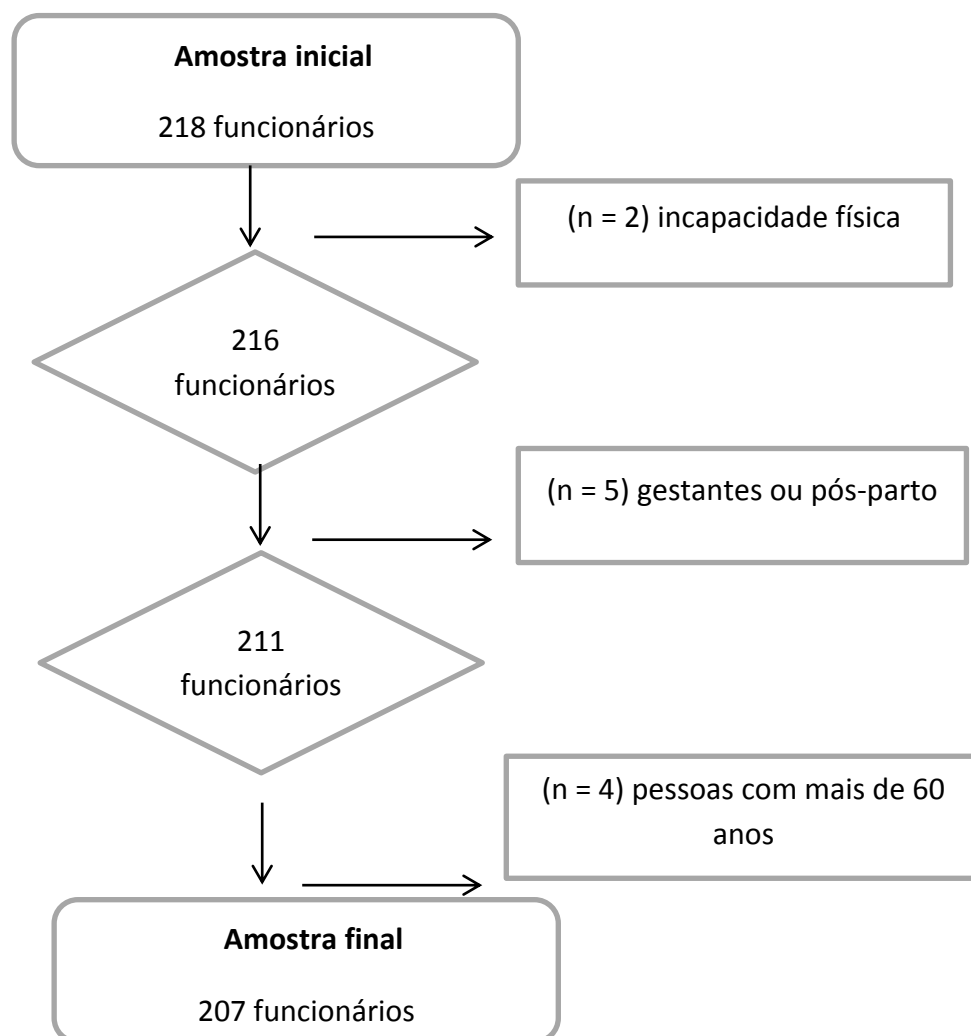 Amostra inicial
218 funcionários
(n = 2) incapacidade física
216
funcionários
(n = 5) gestantes ou pós-parto
211
funcionários
(n = 4) pessoas com mais de 60
anos
Amostra final
207 funcionários